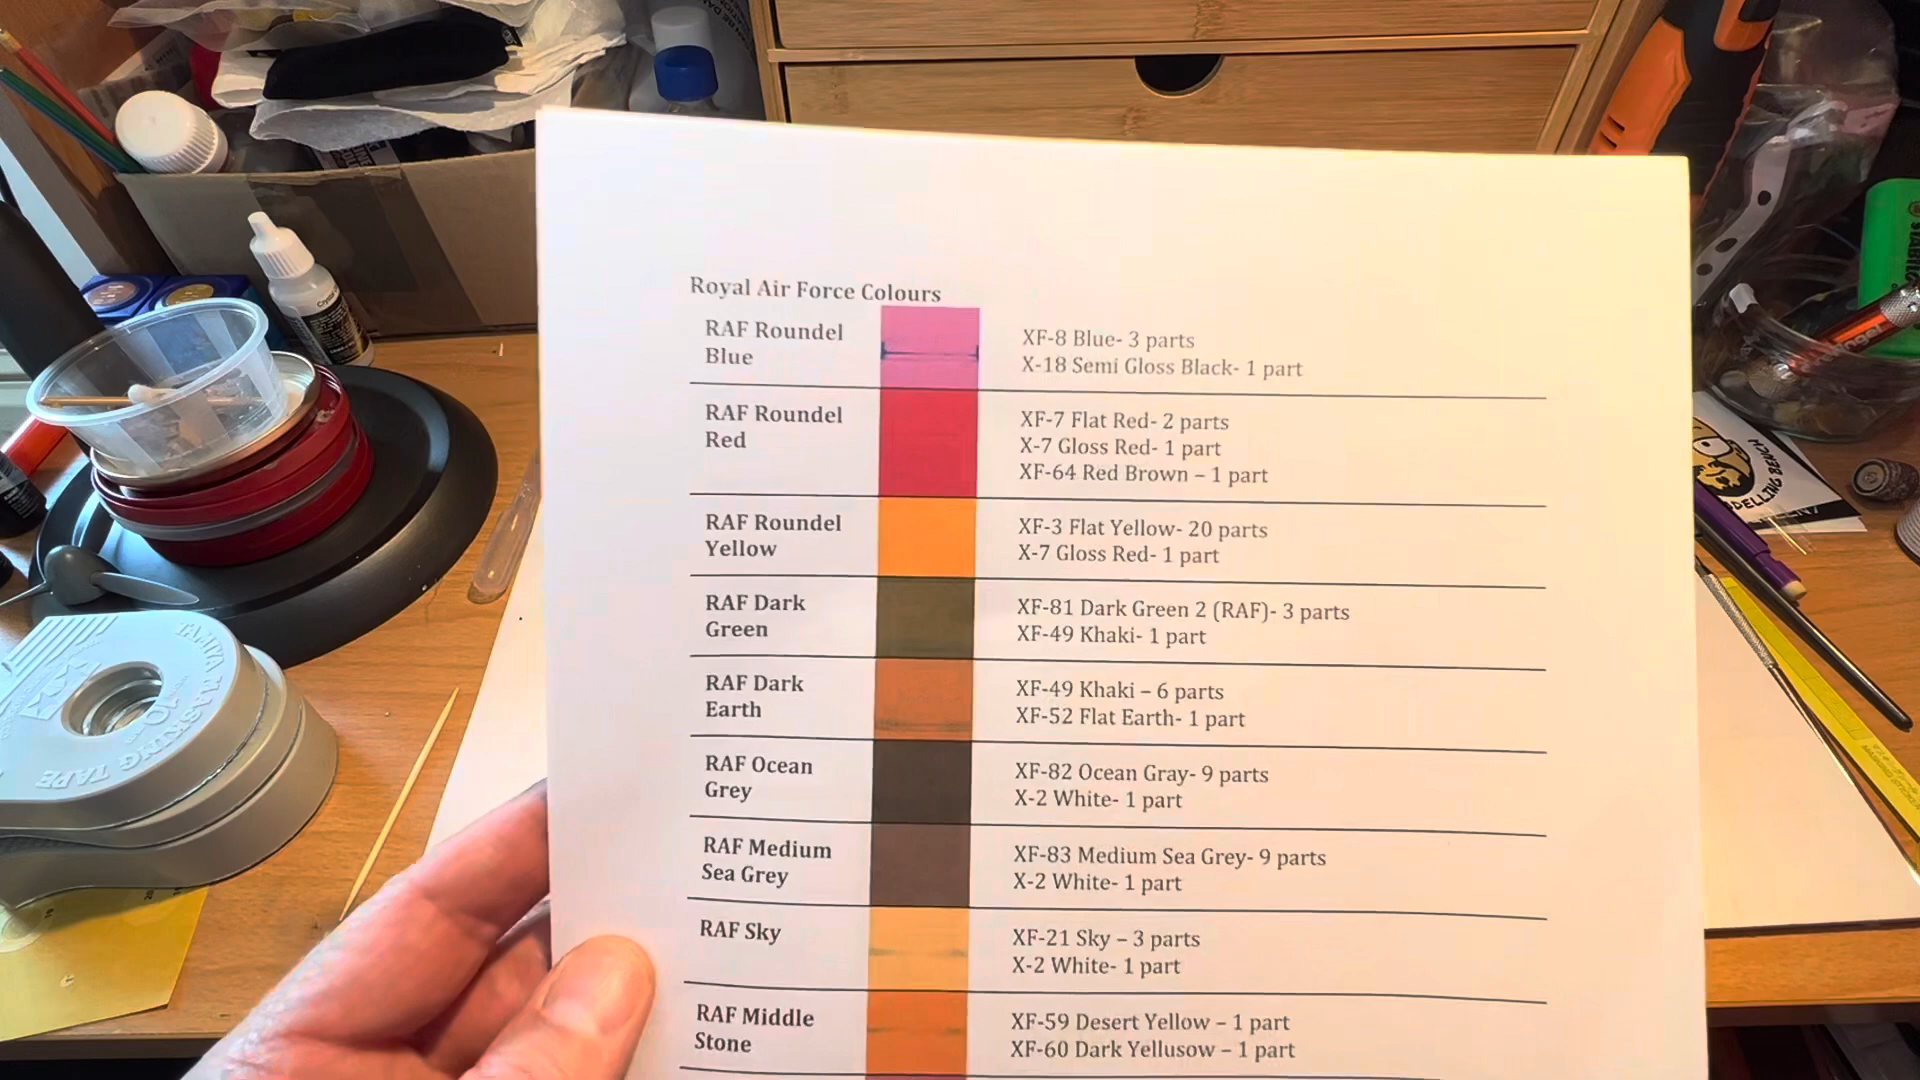 Royal Air Force Colours
RAF Roundel
Blue
XF-8 Blue- 3 parts
X-18 Semi Gloss Black- 1 part
RAF Roundel
Red
XF-7 Flat Red- 2 parts
X-7 Gloss Red- 1 part
XF-64 Red Brown – 1 part
RAF Roundel
Yellow
XF-3 Flat Yellow- 20 parts
X-7 Gloss Red- 1 part
RAF Dark
Green
XF-81 Dark Green 2 (RAF)- 3 parts
XF-49 Khaki- 1 part
RAF Dark
Earth
XF-49 Khaki – 6 parts
XF-52 Flat Earth- 1 part
RAF Ocean
Grey
XF-82 Ocean Gray- 9 parts
X-2 White- 1 part
RAF Medium
Sea Grey
XF-83 Medium Sea Grey- 9 parts
X-2 White- 1 part
RAF Sky
XF-21 Sky – 3 parts
X-2 White- 1 part
RAF Middle
Stone
XF-59 Desert Yellow – 1 part
XF-60 Dark Yellusow – 1 part
TAMIYA MASKING TAPE
10